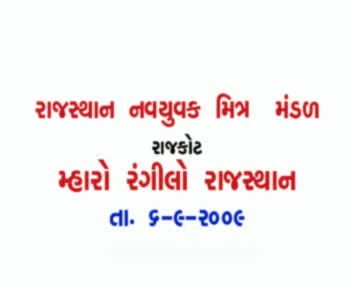 રાજસ્થાન નવયુવક મિત્ર મંડળ
રાજકોટ
મ્હારો રંગીલો રાજસ્થાન
તા. ૬-૯-૨૦૦૯